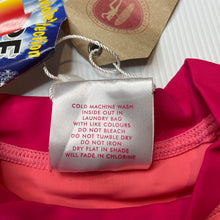 COLD MACHINE WASH
INSIDE OUT IN
LAUNDRY BAG
WITH LIKE COLOURS
DO NOT BLEACH
DO NOT TUMBLE DRY
DO NOT IRON
DRY FLAT IN SHADE
WILL FADE IN CHLORINE